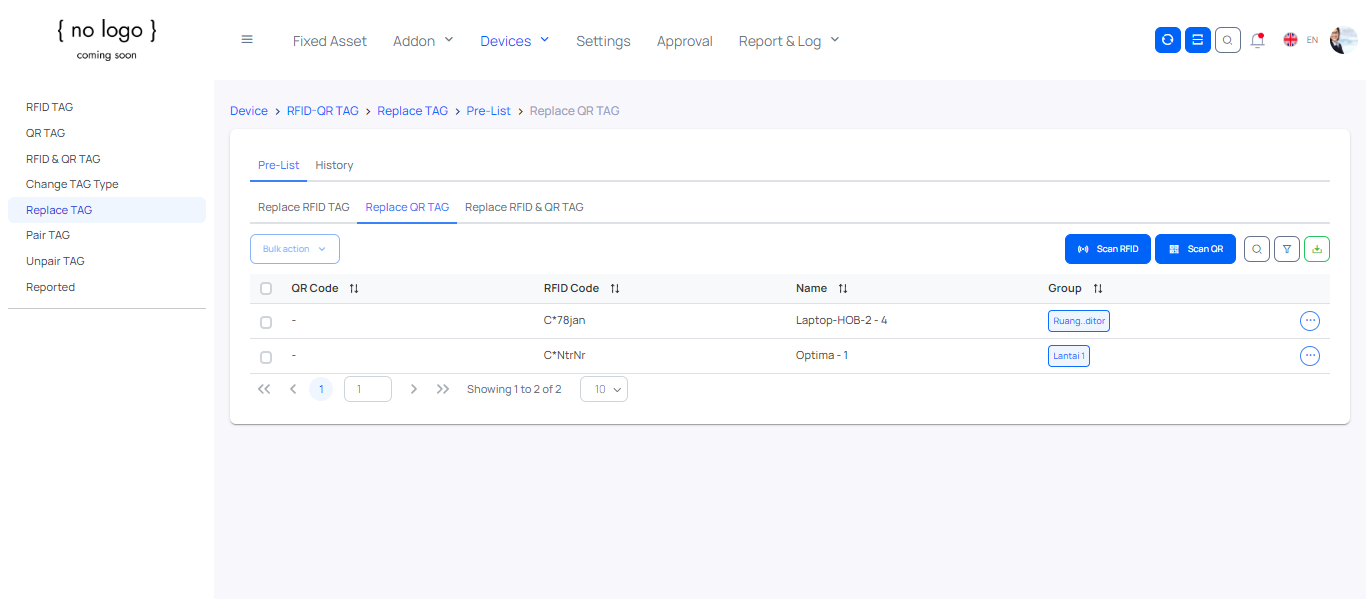 { no logo }
coming soon
Fixed Asset Addon Devices Settings Approval Report & Log EN
RFID TAG
QR TAG
RFID & QR TAG
Change TAG Type
Replace TAG
Pair TAG
Unpair TAG
Reported
Device > RFID-QR TAG > Replace TAG > Pre-List > Replace QR TAG
Pre-List History
Replace RFID TAG Replace QR TAG Replace RFID & QR TAG
Bulk action Scan RFID Scan QR
QR Code RFID Code Name Group
- C*78jan Laptop-HOB-2 - 4 Ruang..ditor
- C*NtrNr Optima - 1 Lantai 1
1 1 Showing 1 to 2 of 2 10